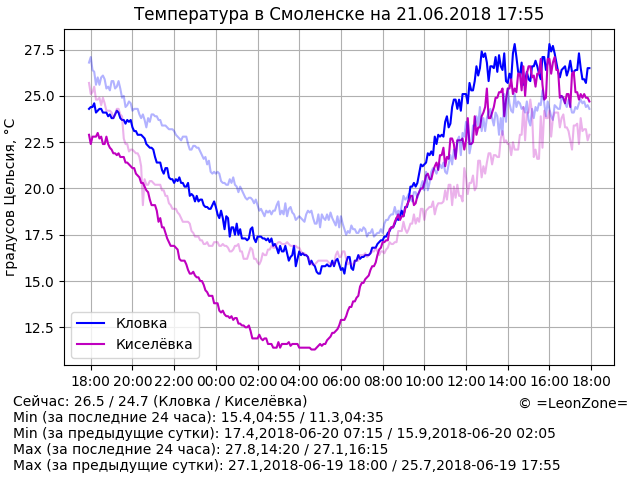 Температура в Смоленске на 21.06.2018 17:55
градусов Цельсия, °C
27.5
25.0
22.5
20.0
17.5
15.0
12.5
Кловка
Киселёвка
18:00 20:00 22:00 00:00 02:00 04:00 06:00 08:00 10:00 12:00 14:00 16:00 18:00
Сейчас: 26.5 / 24.7 (Кловка / Киселёвка)
© =LeonZone=
Min (за последние 24 часа): 15.4,04:55 / 11.3,04:35
Min (за предыдущие сутки): 17.4,2018-06-20 07:15 / 15.9,2018-06-20 02:05
Max (за последние 24 часа): 27.8,14:20 / 27.1,16:15
Max (за предыдущие сутки): 27.1,2018-06-19 18:00 / 25.7,2018-06-19 17:55